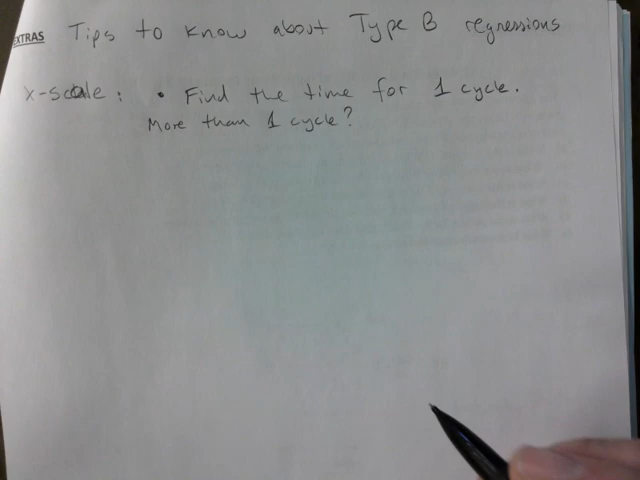 EXTRAS Tips to know about Type B regressions
x-scale: • Find the time for 1 cycle.
More than 1 cycle?